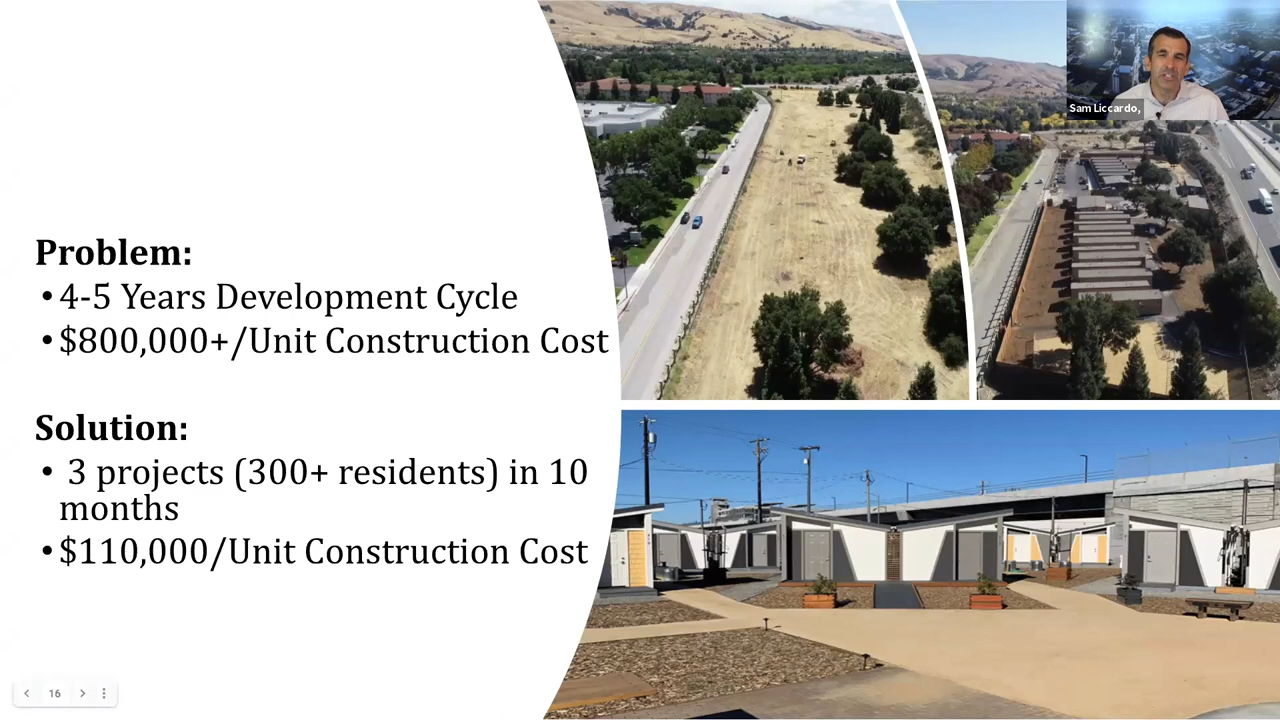 Sam Liccardo,
Problem:
• 4-5 Years Development Cycle
• $800,000+/Unit Construction Cost
Solution:
• 3 projects (300+ residents) in 10
months
• $110,000/Unit Construction Cost
16